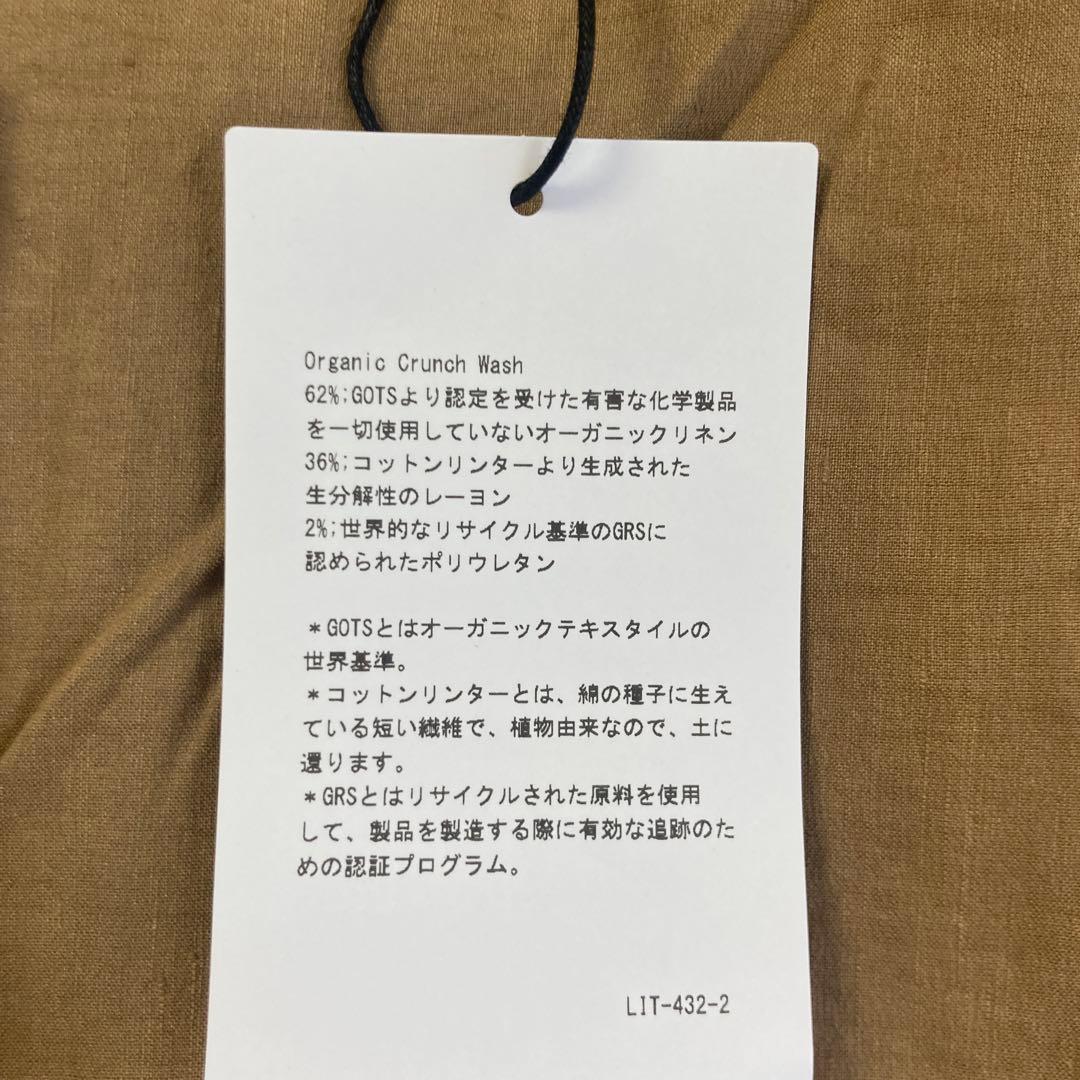 Organic Crunch Wash
62%;GOTSより認定を受けた有害な化学製品
を一切使用していないオーガニックリネン
36%;コットンリンターより生成された
生分解性のレーヨン
2%;世界的なリサイクル基準のGRSに
認められたポリウレタン
*GOTSとはオーガニックテキスタイルの
世界基準。
*コットンリンターとは、綿の種子に生え
ている短い繊維で、植物由来なので、土に
還ります。
*GRSとはリサイクルされた原料を使用
して、製品を製造する際に有効な追跡のた
めの認証プログラム。
LIT-432-2